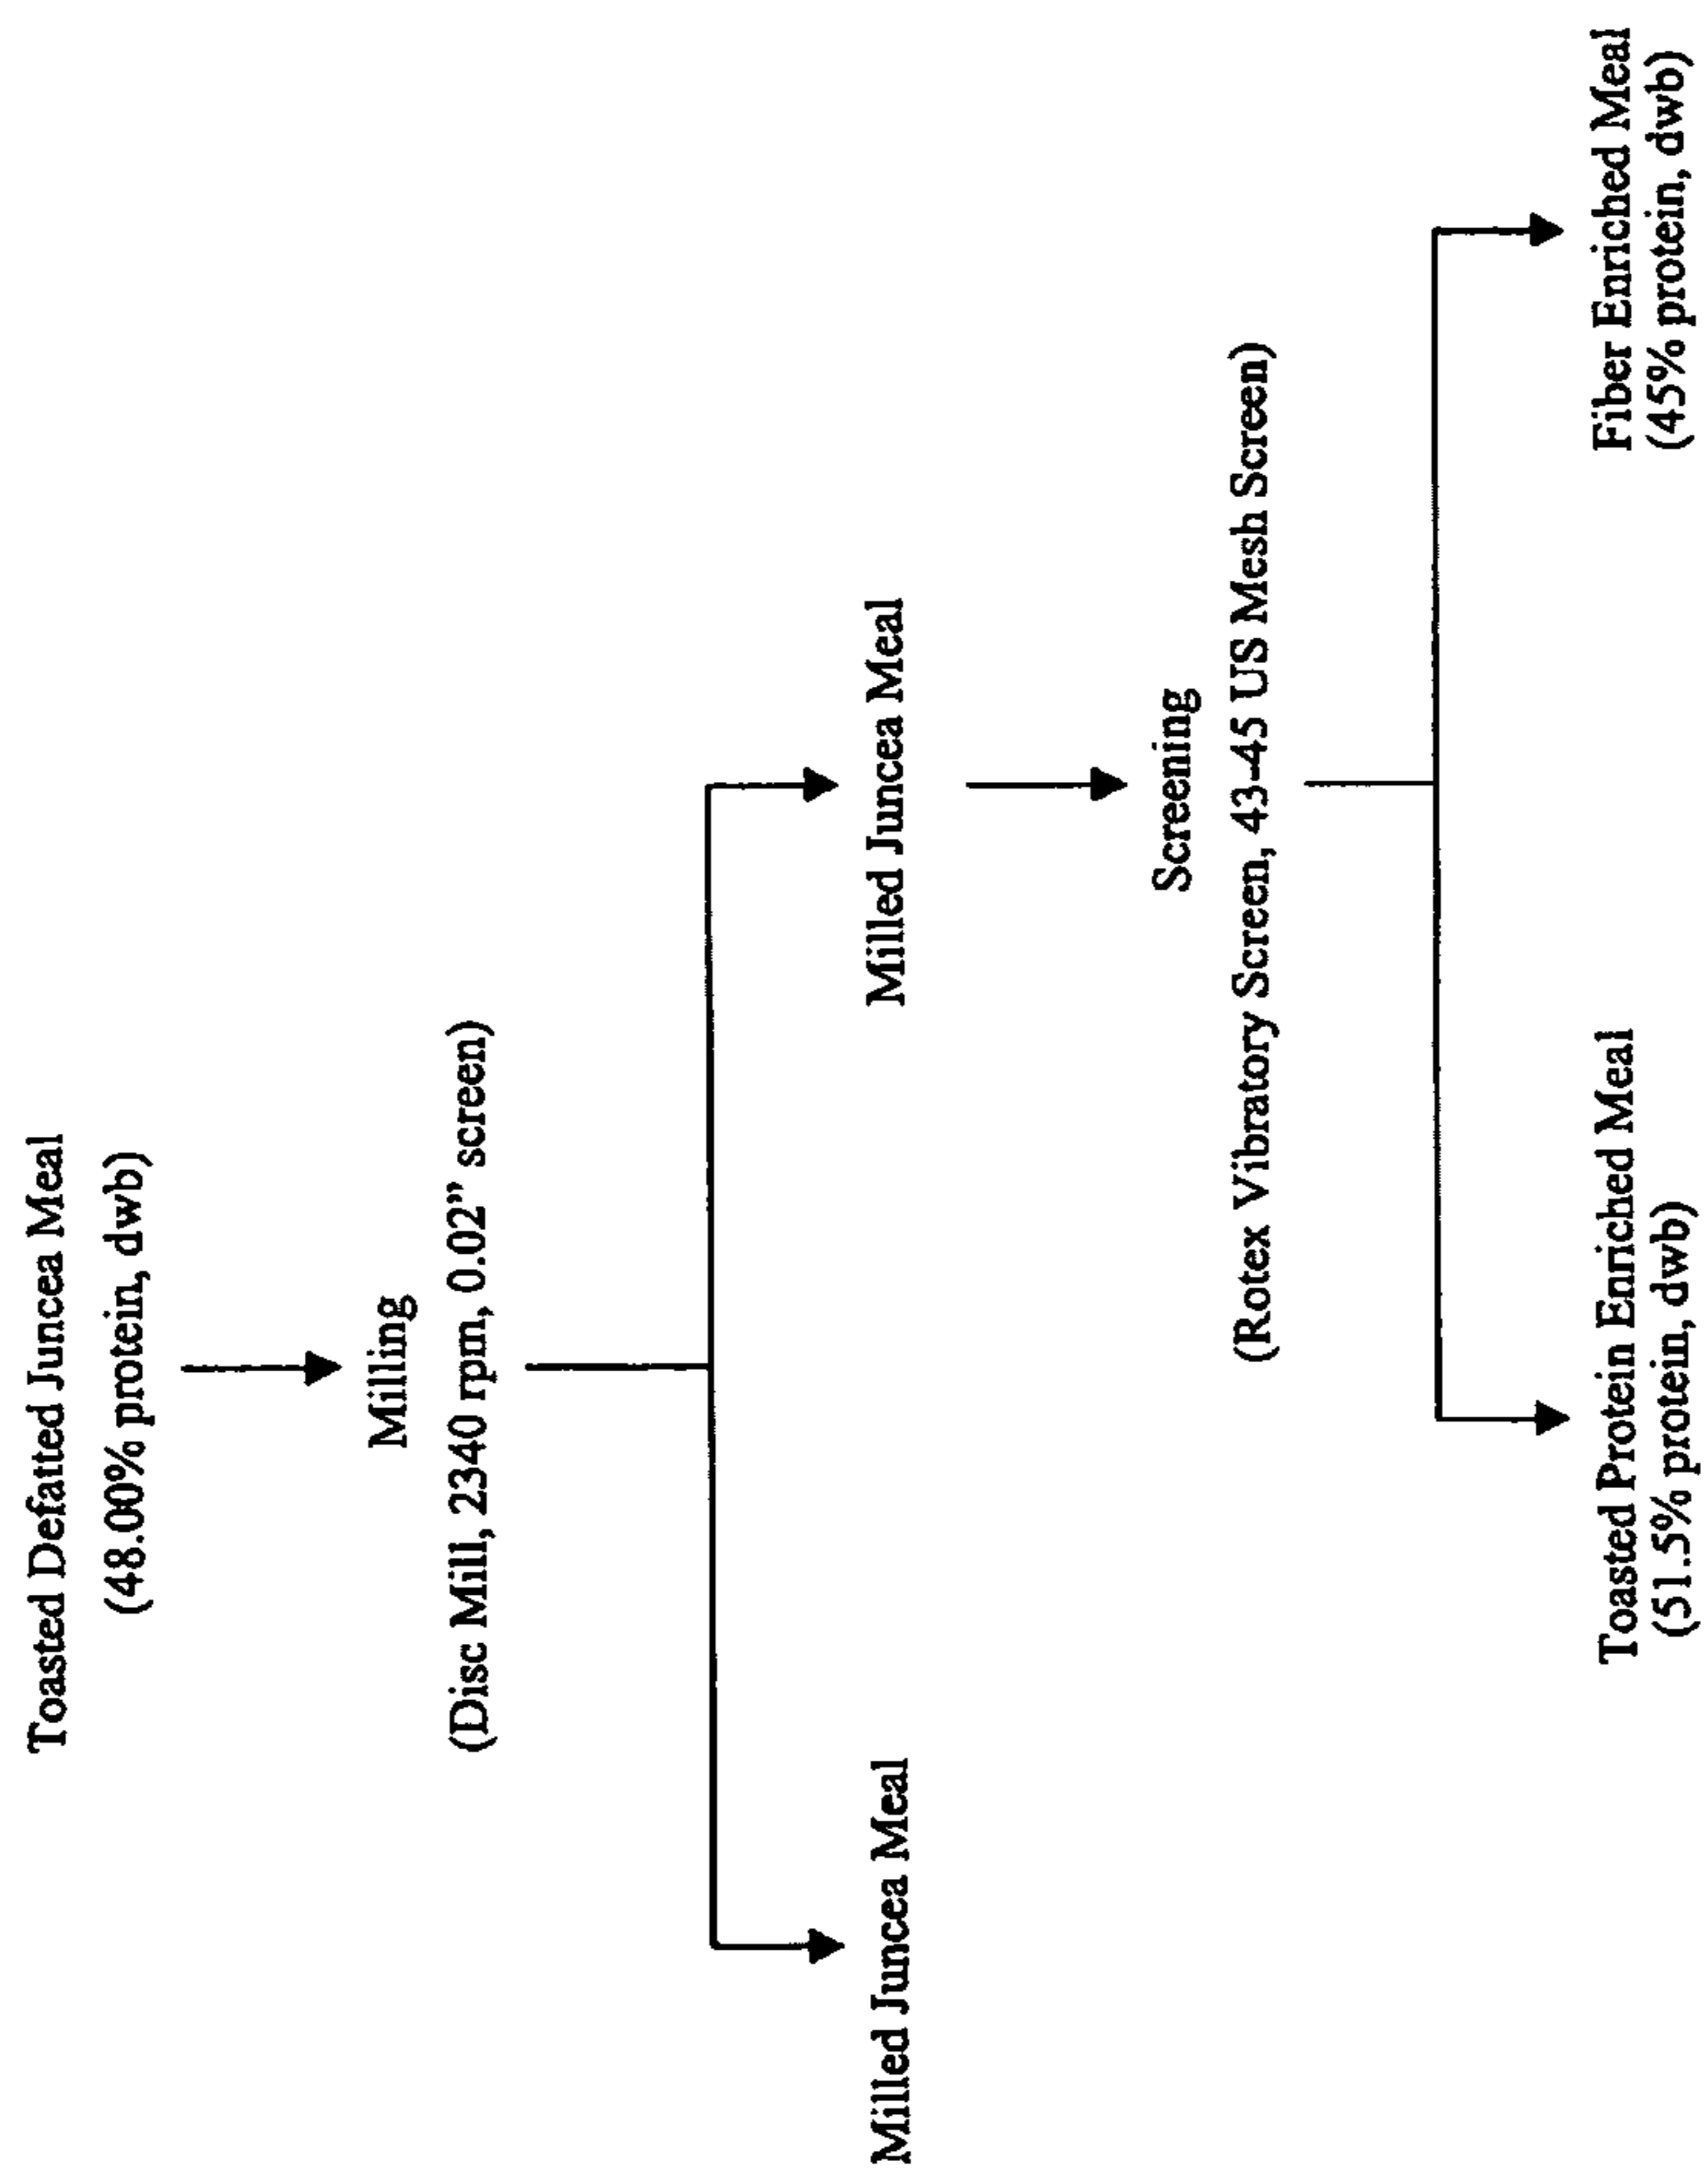 Toasted Defatted Juncea Meal
(48.00% protein, dwb)
Milling
(Disc Mill, 2340 rpm, 0.02” screen)
Milled Juncea Meal
Milled Juncea Meal
Screening
(Rotex Vibratory Screen, 43-45 US Mesh Screen)
Toasted Protein Enriched Meal
(51.5% protein, dwb)
Fiber Enriched Meal
(45% protein, dwb)